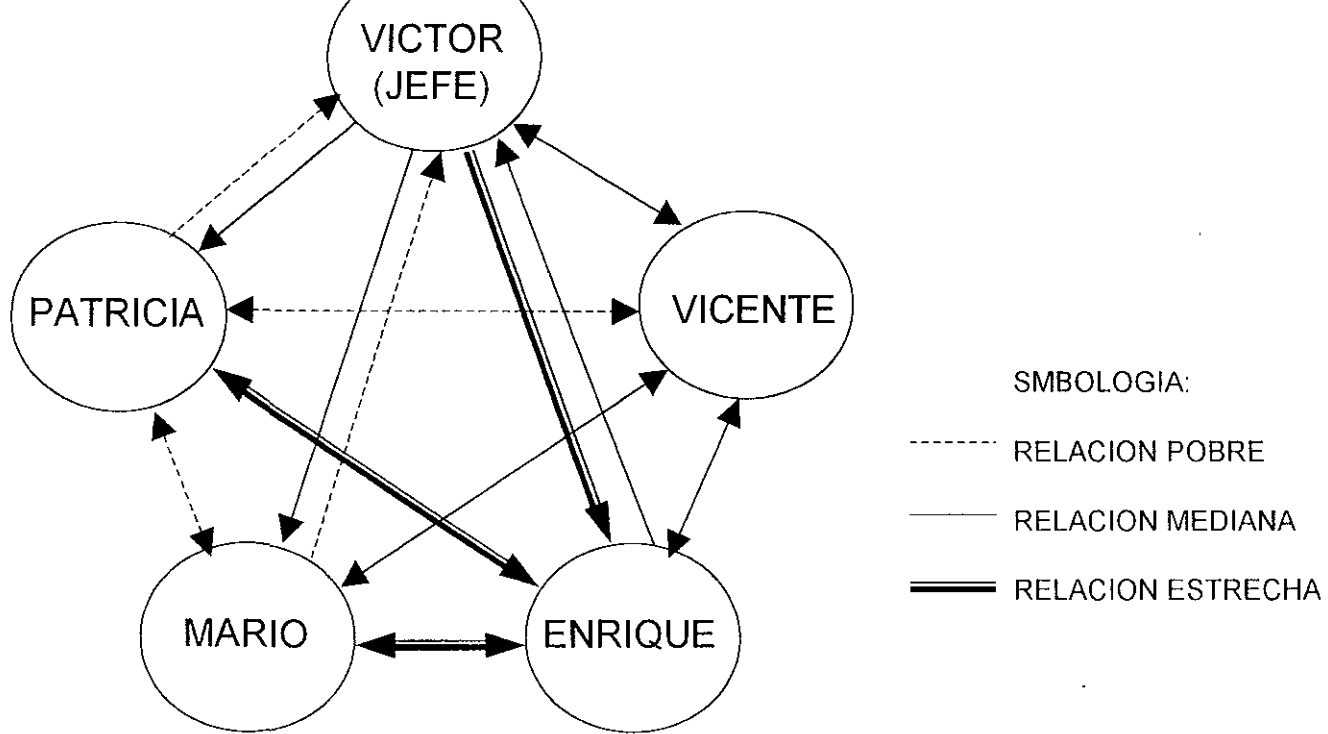 VICTOR
(JEFE)
PATRICIA
VICENTE
MARIO
ENRIQUE
SMBOLOGIA:
RELACION POBRE
RELACION MEDIANA
RELACION ESTRECHA